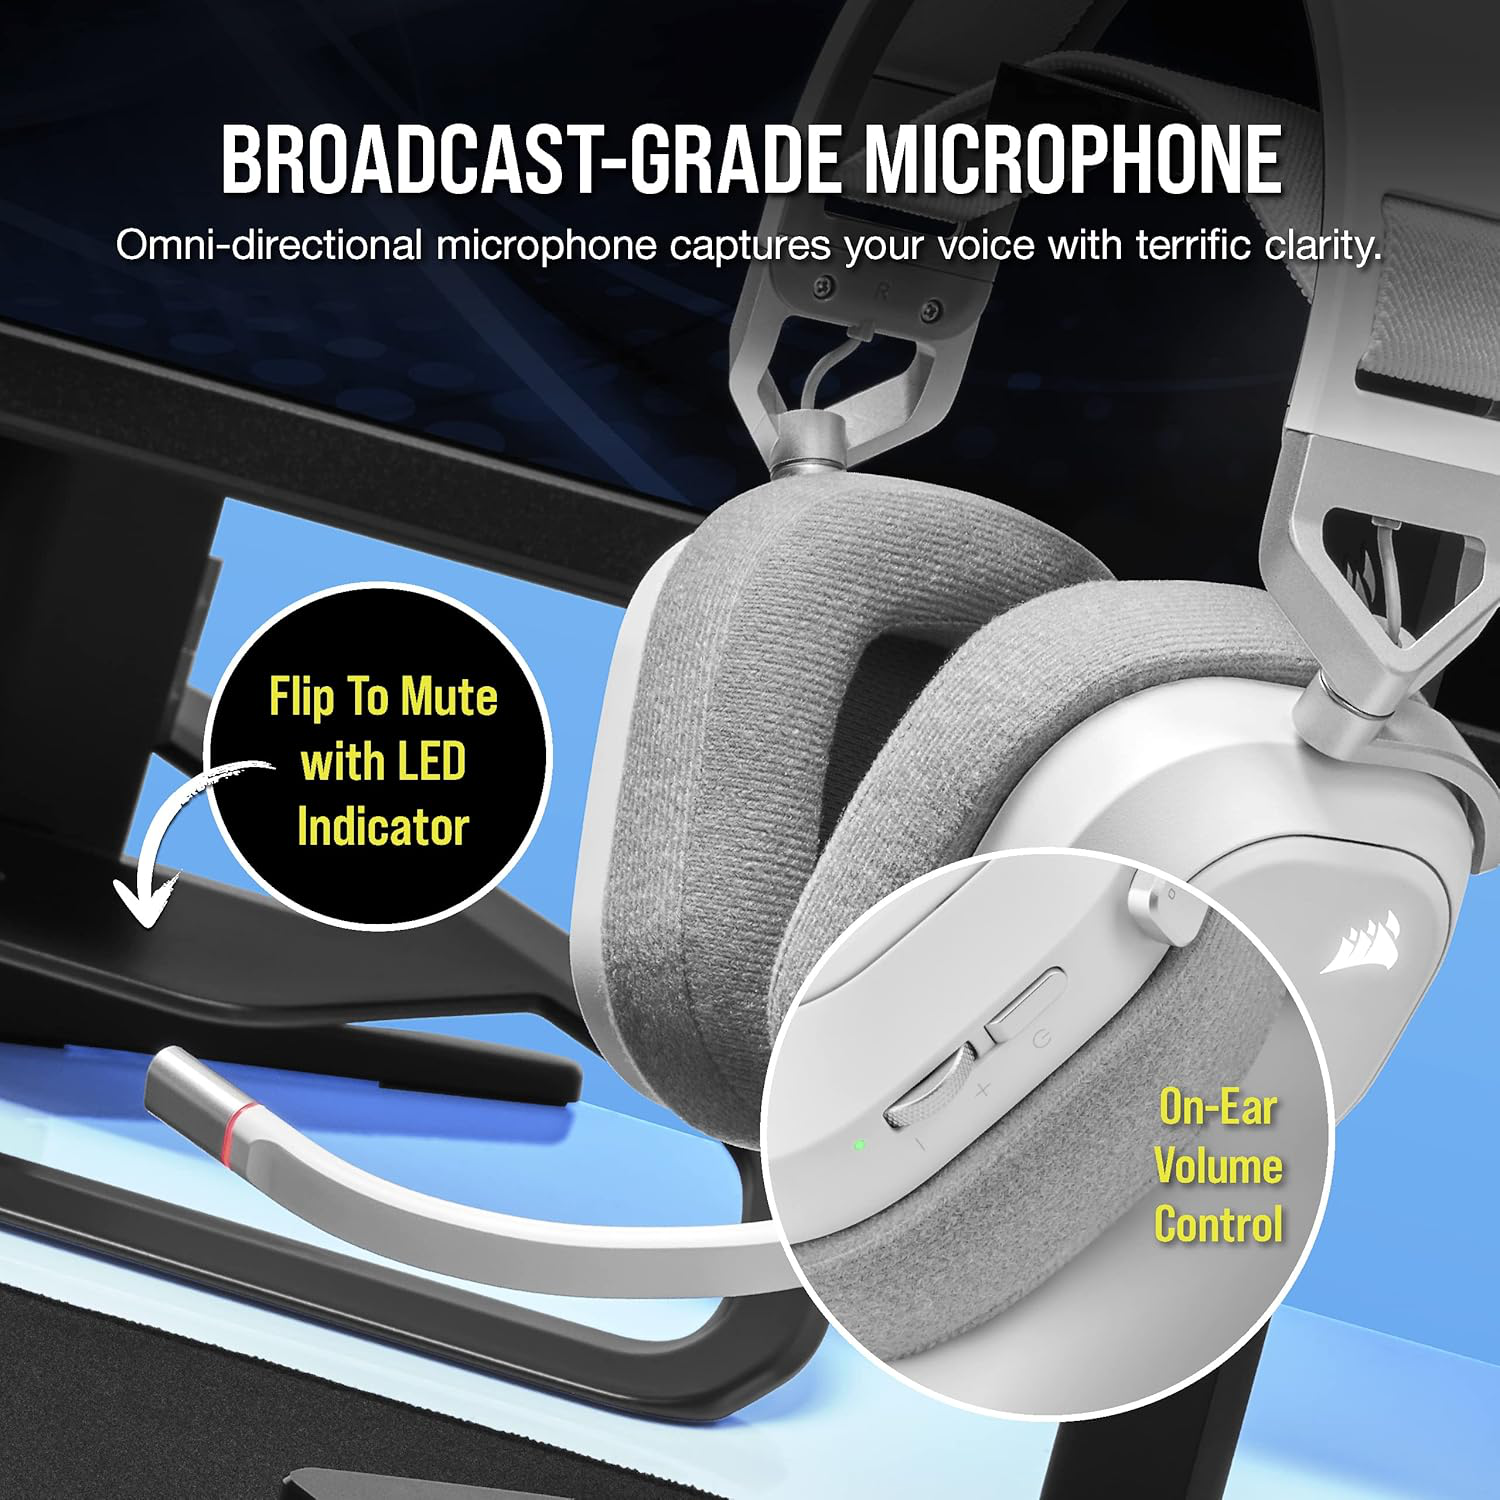 BROADCAST-GRADE MICROPHONE
Omni-directional microphone captures your voice with terrific clarity.
R
Flip To Mute
with LED
Indicator
+
On-Ear
Volume
Control